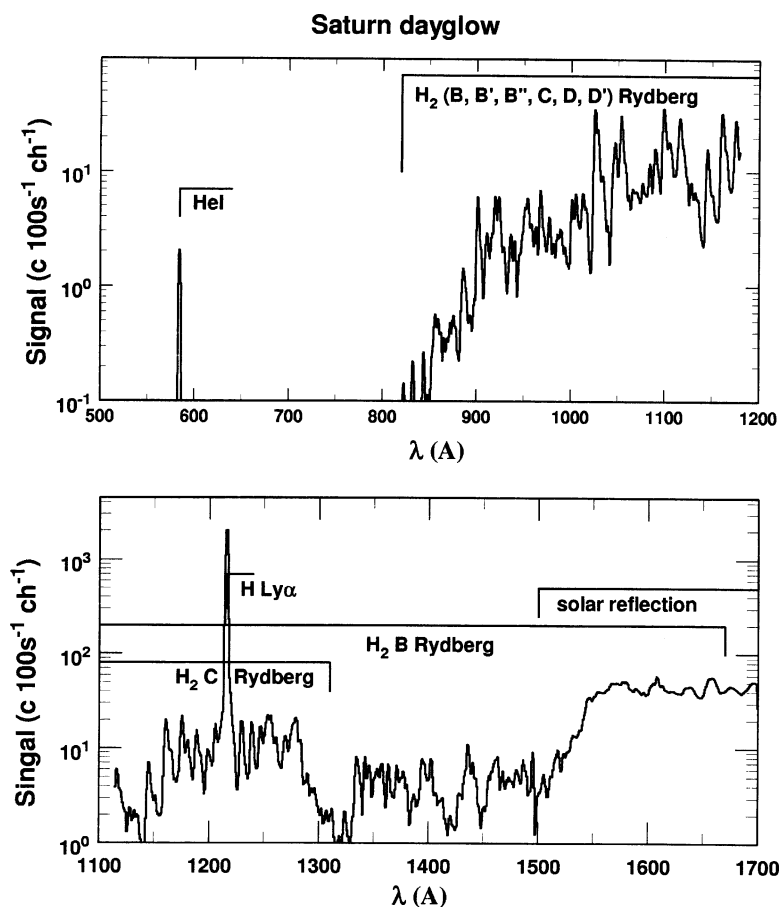 Saturn dayglow
H₂ (B, B', B", C, D, D') Rydberg
HeI
Signal (c 100s⁻¹ ch⁻¹)
10¹
10⁰
10⁻¹
500 600 700 800 900 1000 1100 1200
λ (A)
H Lyα
solar reflection
H₂ B Rydberg
H₂ C Rydberg
Singal (c 100s⁻¹ ch⁻¹)
10³
10²
10¹
10⁰
1100 1200 1300 1400 1500 1600 1700
λ (A)